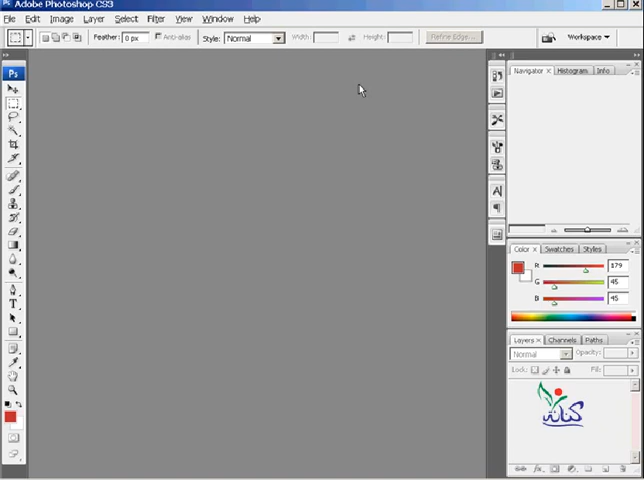 Adobe Photoshop CS3
File Edit Image Layer Select Filter View Window Help
Feather: 0 px Anti-alias Style: Normal Width: Height: Refine Edge... Workspace
Ps
Navigator Histogram Info
Color Swatches Styles
R 179
G 45
B 45
Layers Channels Paths
Normal Opacity:
Lock: Fill:
كنانة